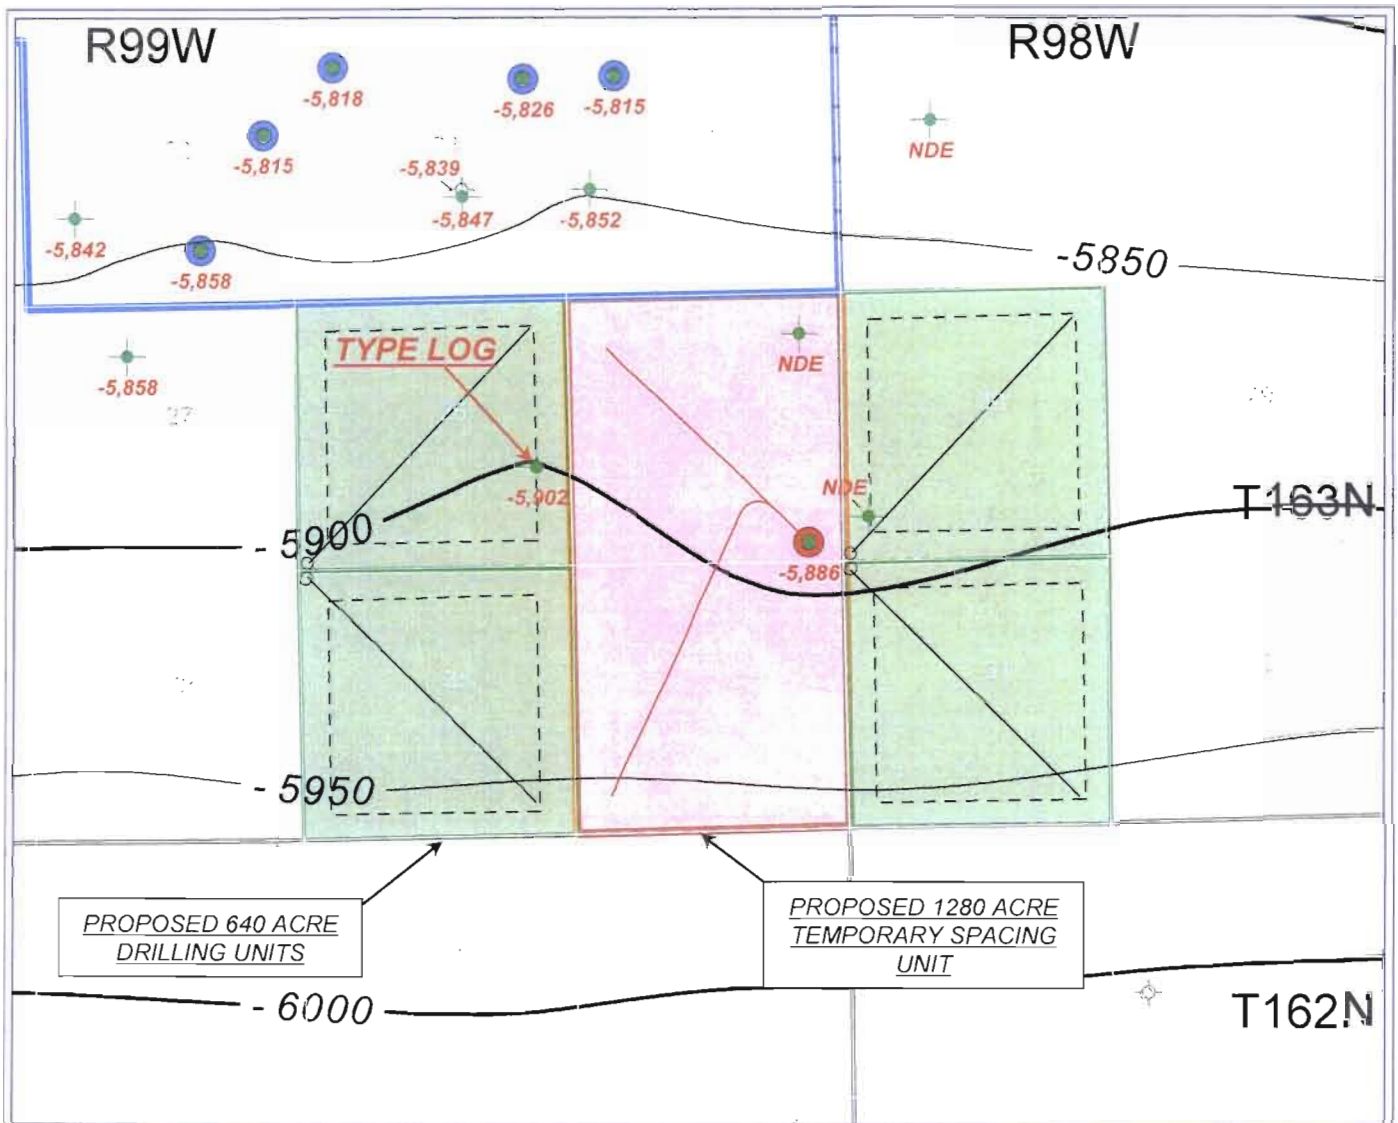 R99W
R98W
-5,818
-5,826
-5,815
-5,815
NDE
-5,839
-5,847
-5,852
-5,842
-5,858
-5850
TYPE LOG
NDE
-5,858
27
-5,902
NDE
T163N
- 5900
-5,886
- 5950
PROPOSED 640 ACRE
DRILLING UNITS
PROPOSED 1280 ACRE
TEMPORARY SPACING
UNIT
- 6000
T162N